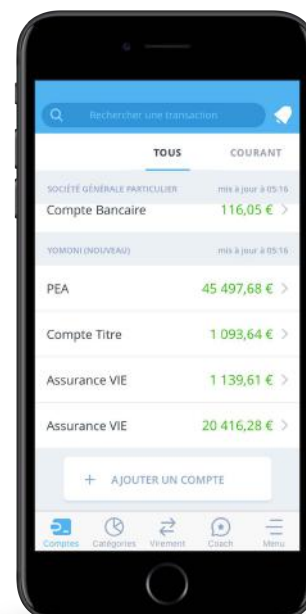 Rechercher une transaction
TOUS COURANT
SOCIÉTÉ GÉNÉRALE PARTICULIER mis à jour à 05:16
Compte Bancaire 116,05 €
YOMONI (NOUVEAU) mis à jour à 05:16
PEA 45 497,68 €
Compte Titre 1 093,64 €
Assurance VIE 1 139,61 €
Assurance VIE 20 416,28 €
+ AJOUTER UN COMPTE
Comptes Catégories Virement Coach Menu